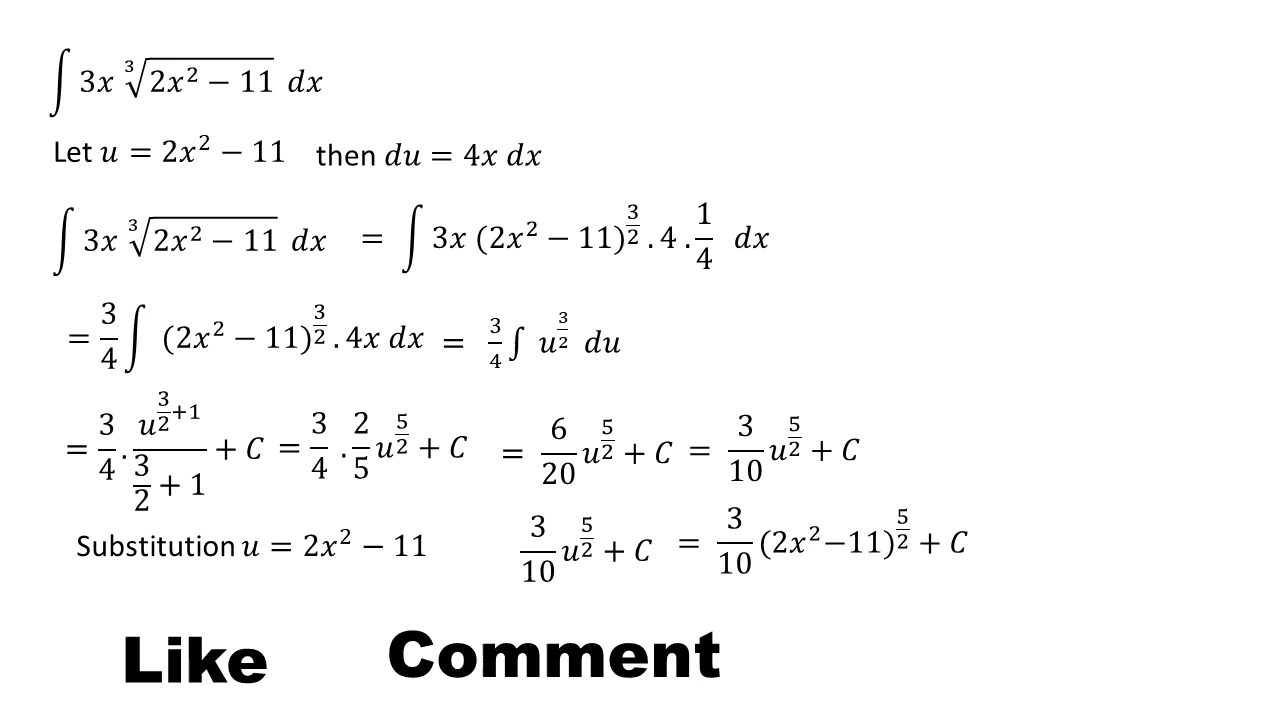 ∫ 3x ∛(2x² − 11) dx
Let u = 2x² − 11 then du = 4x dx
∫ 3x ∛(2x² − 11) dx = ∫ 3x (2x² − 11)^(3/2) . 4 . 1/4 dx
= 3/4 ∫ (2x² − 11)^(3/2) . 4x dx = 3/4 ∫ u^(3/2) du
= 3/4 . u^(3/2+1)/(3/2 + 1) + C = 3/4 . 2/5 u^(5/2) + C = 6/20 u^(5/2) + C = 3/10 u^(5/2) + C
Substitution u = 2x² − 11 3/10 u^(5/2) + C = 3/10 (2x²−11)^(5/2) + C
Like Comment